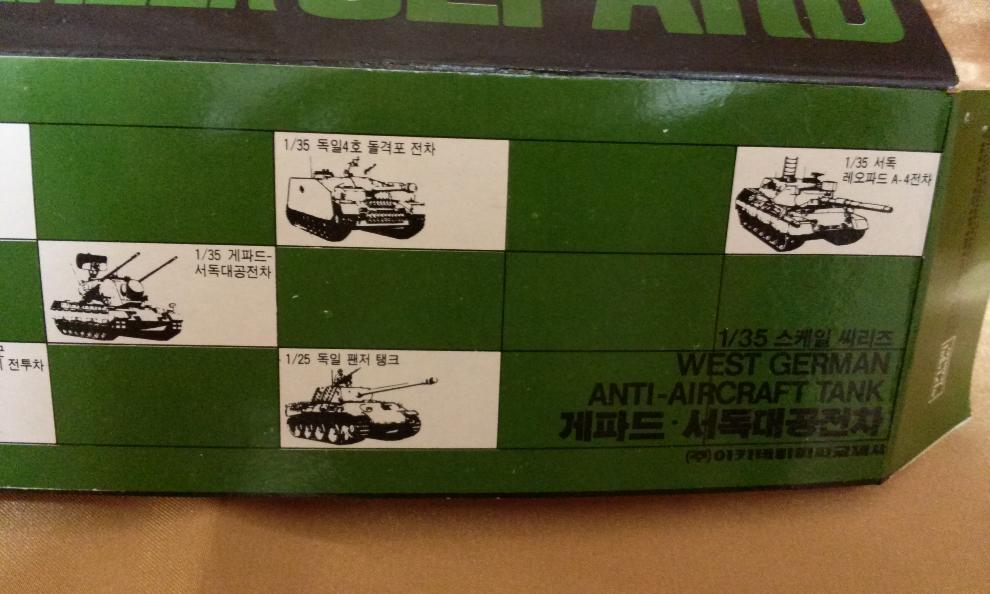 GEPARD
1/35 독일4호 돌격포 전차
1/35 서독
레오파드 A-4전차
1/35 게파드-
서독대공전차
전투차
1/25 독일 팬저 탱크
1/35 스케일 씨리즈
WEST GERMAN
ANTI-AIRCRAFT TANK
게파드·서독대공전차